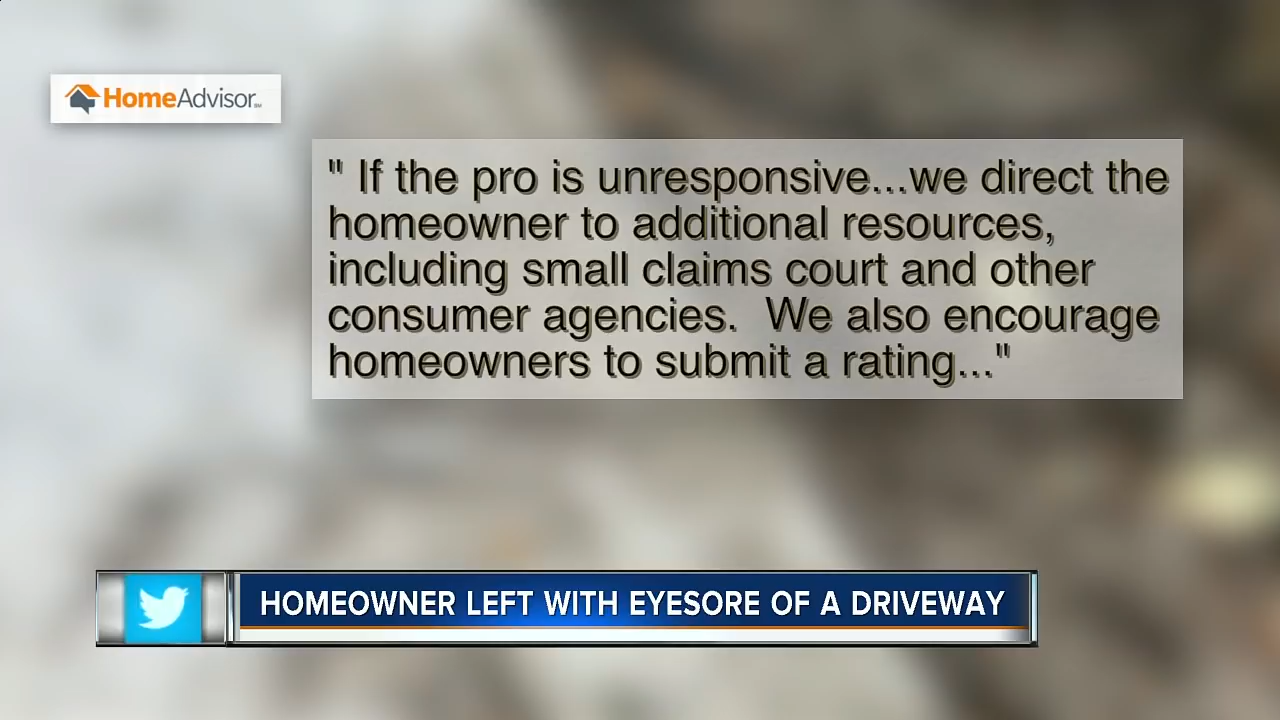 HomeAdvisor
" If the pro is unresponsive...we direct the
homeowner to additional resources,
including small claims court and other
consumer agencies.  We also encourage
homeowners to submit a rating..."
HOMEOWNER LEFT WITH EYESORE OF A DRIVEWAY